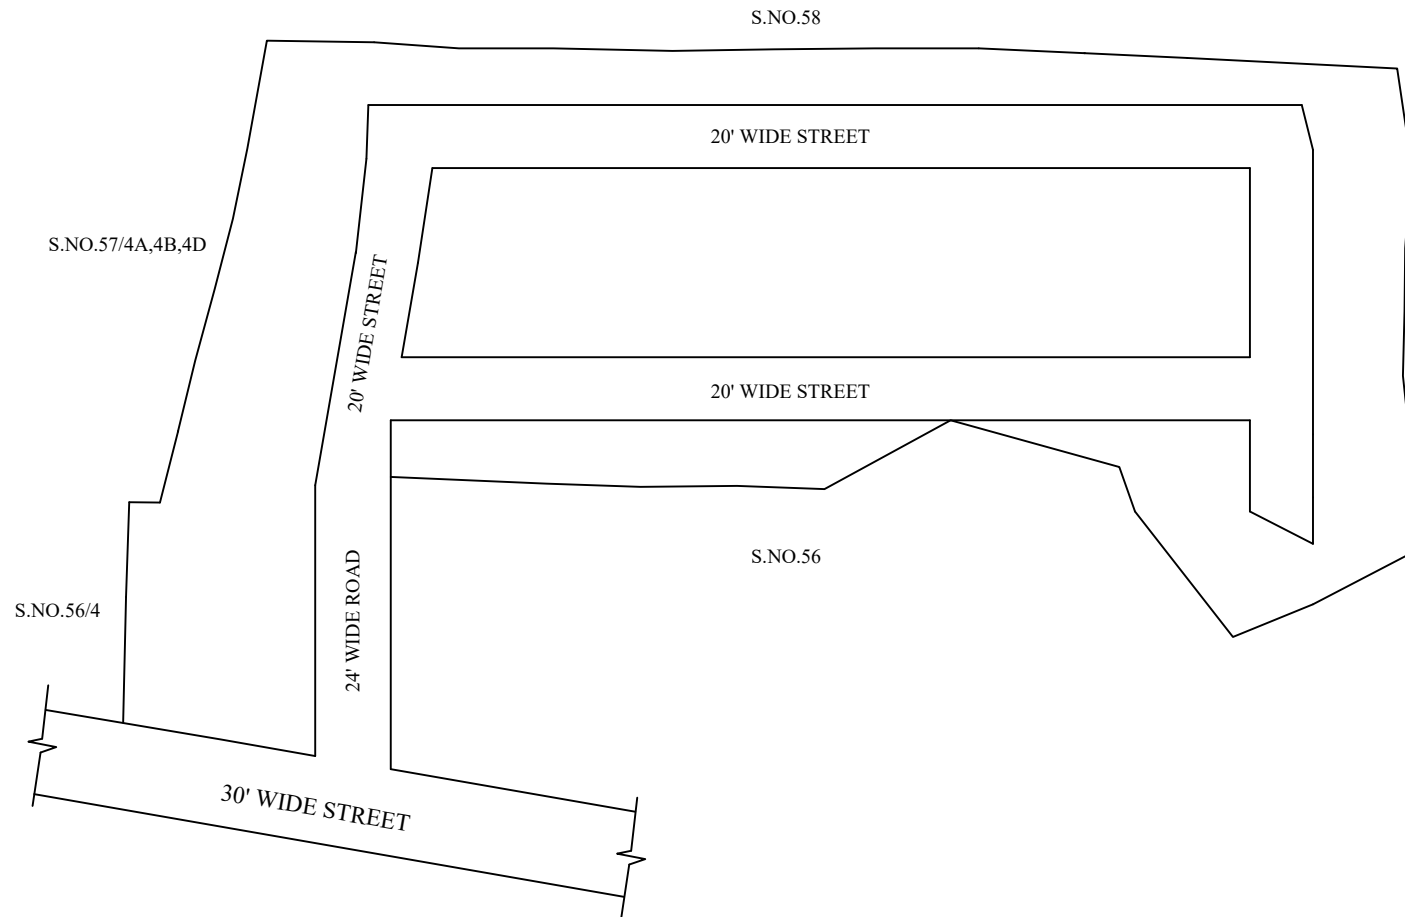 S.NO.58
20' WIDE STREET
S.NO.57/4A,4B,4D
20' WIDE STREET
20' WIDE STREET
S.NO.56
24' WIDE ROAD
S.NO.56/4
30' WIDE STREET